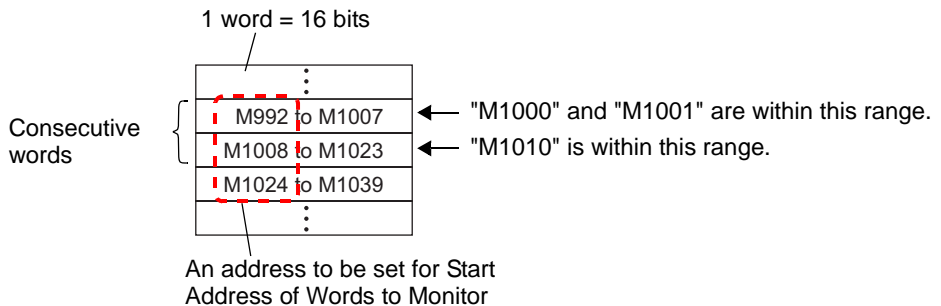 1 word = 16 bits
M992 to M1007
"M1000" and "M1001" are within this range.
Consecutive
words
M1008 to M1023
"M1010" is within this range.
M1024 to M1039
An address to be set for Start
Address of Words to Monitor